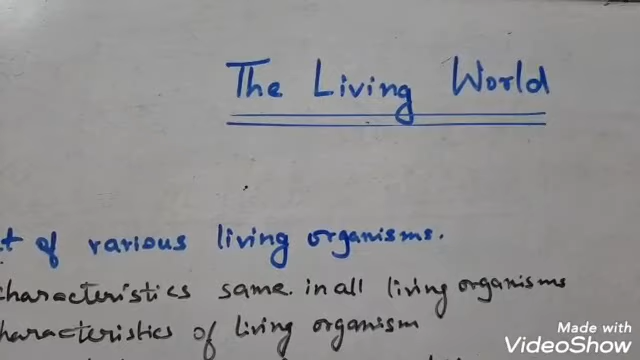 The Living World
t of various living organisms.
characteristics same. in all living organisms
characteristics of living organism
Made with
VideoShow